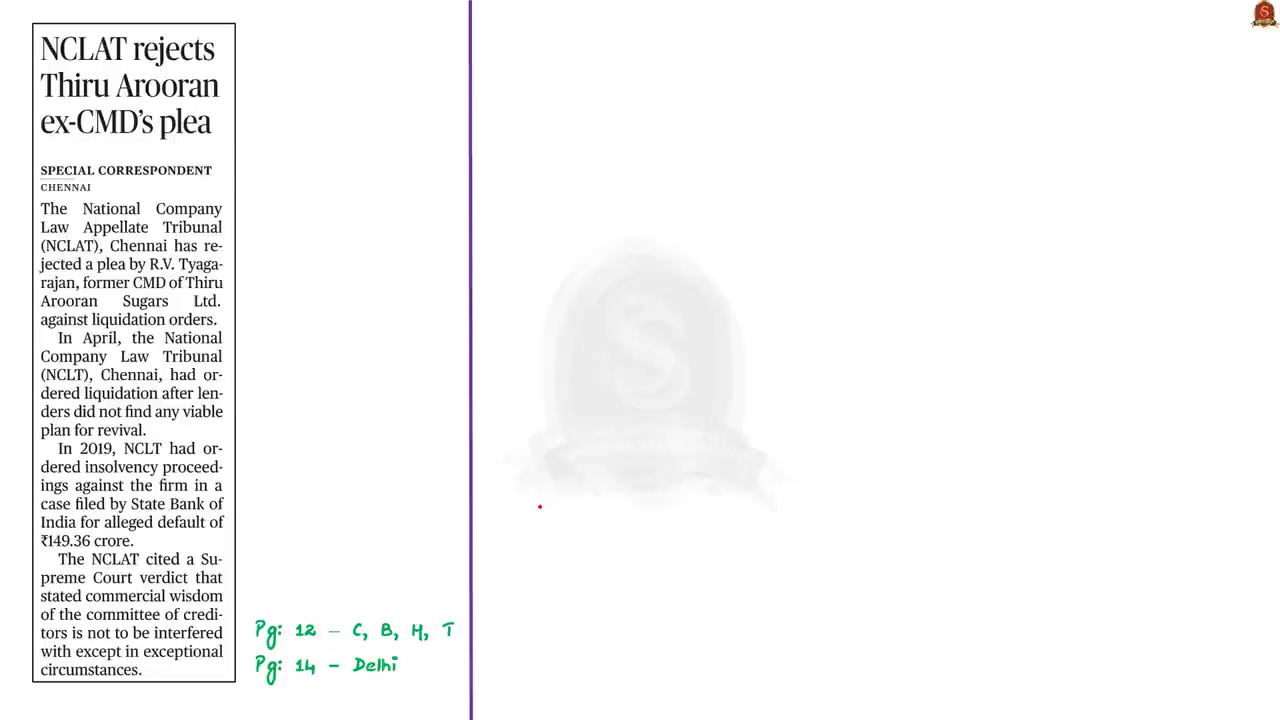 NCLAT rejects
Thiru Arooran
ex-CMD's plea
SPECIAL CORRESPONDENT
CHENNAI
The National Company
Law Appellate Tribunal
(NCLAT), Chennai has re-
jected a plea by R.V. Tyaga-
rajan, former CMD of Thiru
Arooran Sugars Ltd.
against liquidation orders.
In April, the National
Company Law Tribunal
(NCLT), Chennai, had or-
dered liquidation after len-
ders did not find any viable
plan for revival.
In 2019, NCLT had or-
dered insolvency proceed-
ings against the firm in a
case filed by State Bank of
India for alleged default of
₹149.36 crore.
The NCLAT cited a Su-
preme Court verdict that
stated commercial wisdom
of the committee of credi-
tors is not to be interfered
with except in exceptional
circumstances.
Pg: 12 – C, B, H, T
Pg: 14 – Delhi
S
S